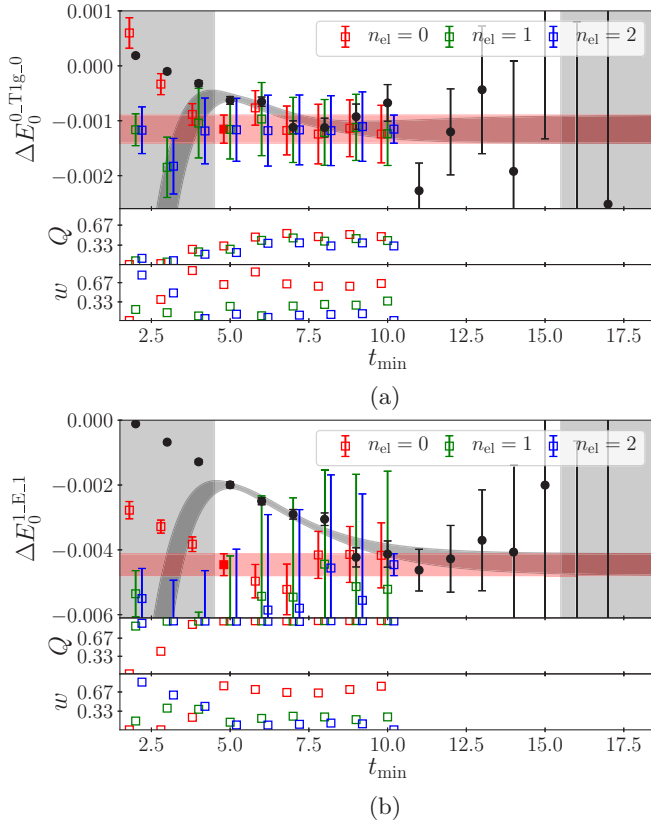 0.001
n_el = 0 n_el = 1 n_el = 2
0.000
−0.001
−0.002
ΔE_0^{0_T1g_0}
0.67
0.33
Q
0.67
0.33
w
2.5 5.0 7.5 10.0 12.5 15.0 17.5
t_min
(a)
0.000
n_el = 0 n_el = 1 n_el = 2
−0.002
−0.004
−0.006
ΔE_0^{1_E_1}
0.67
0.33
Q
0.67
0.33
w
2.5 5.0 7.5 10.0 12.5 15.0 17.5
t_min
(b)